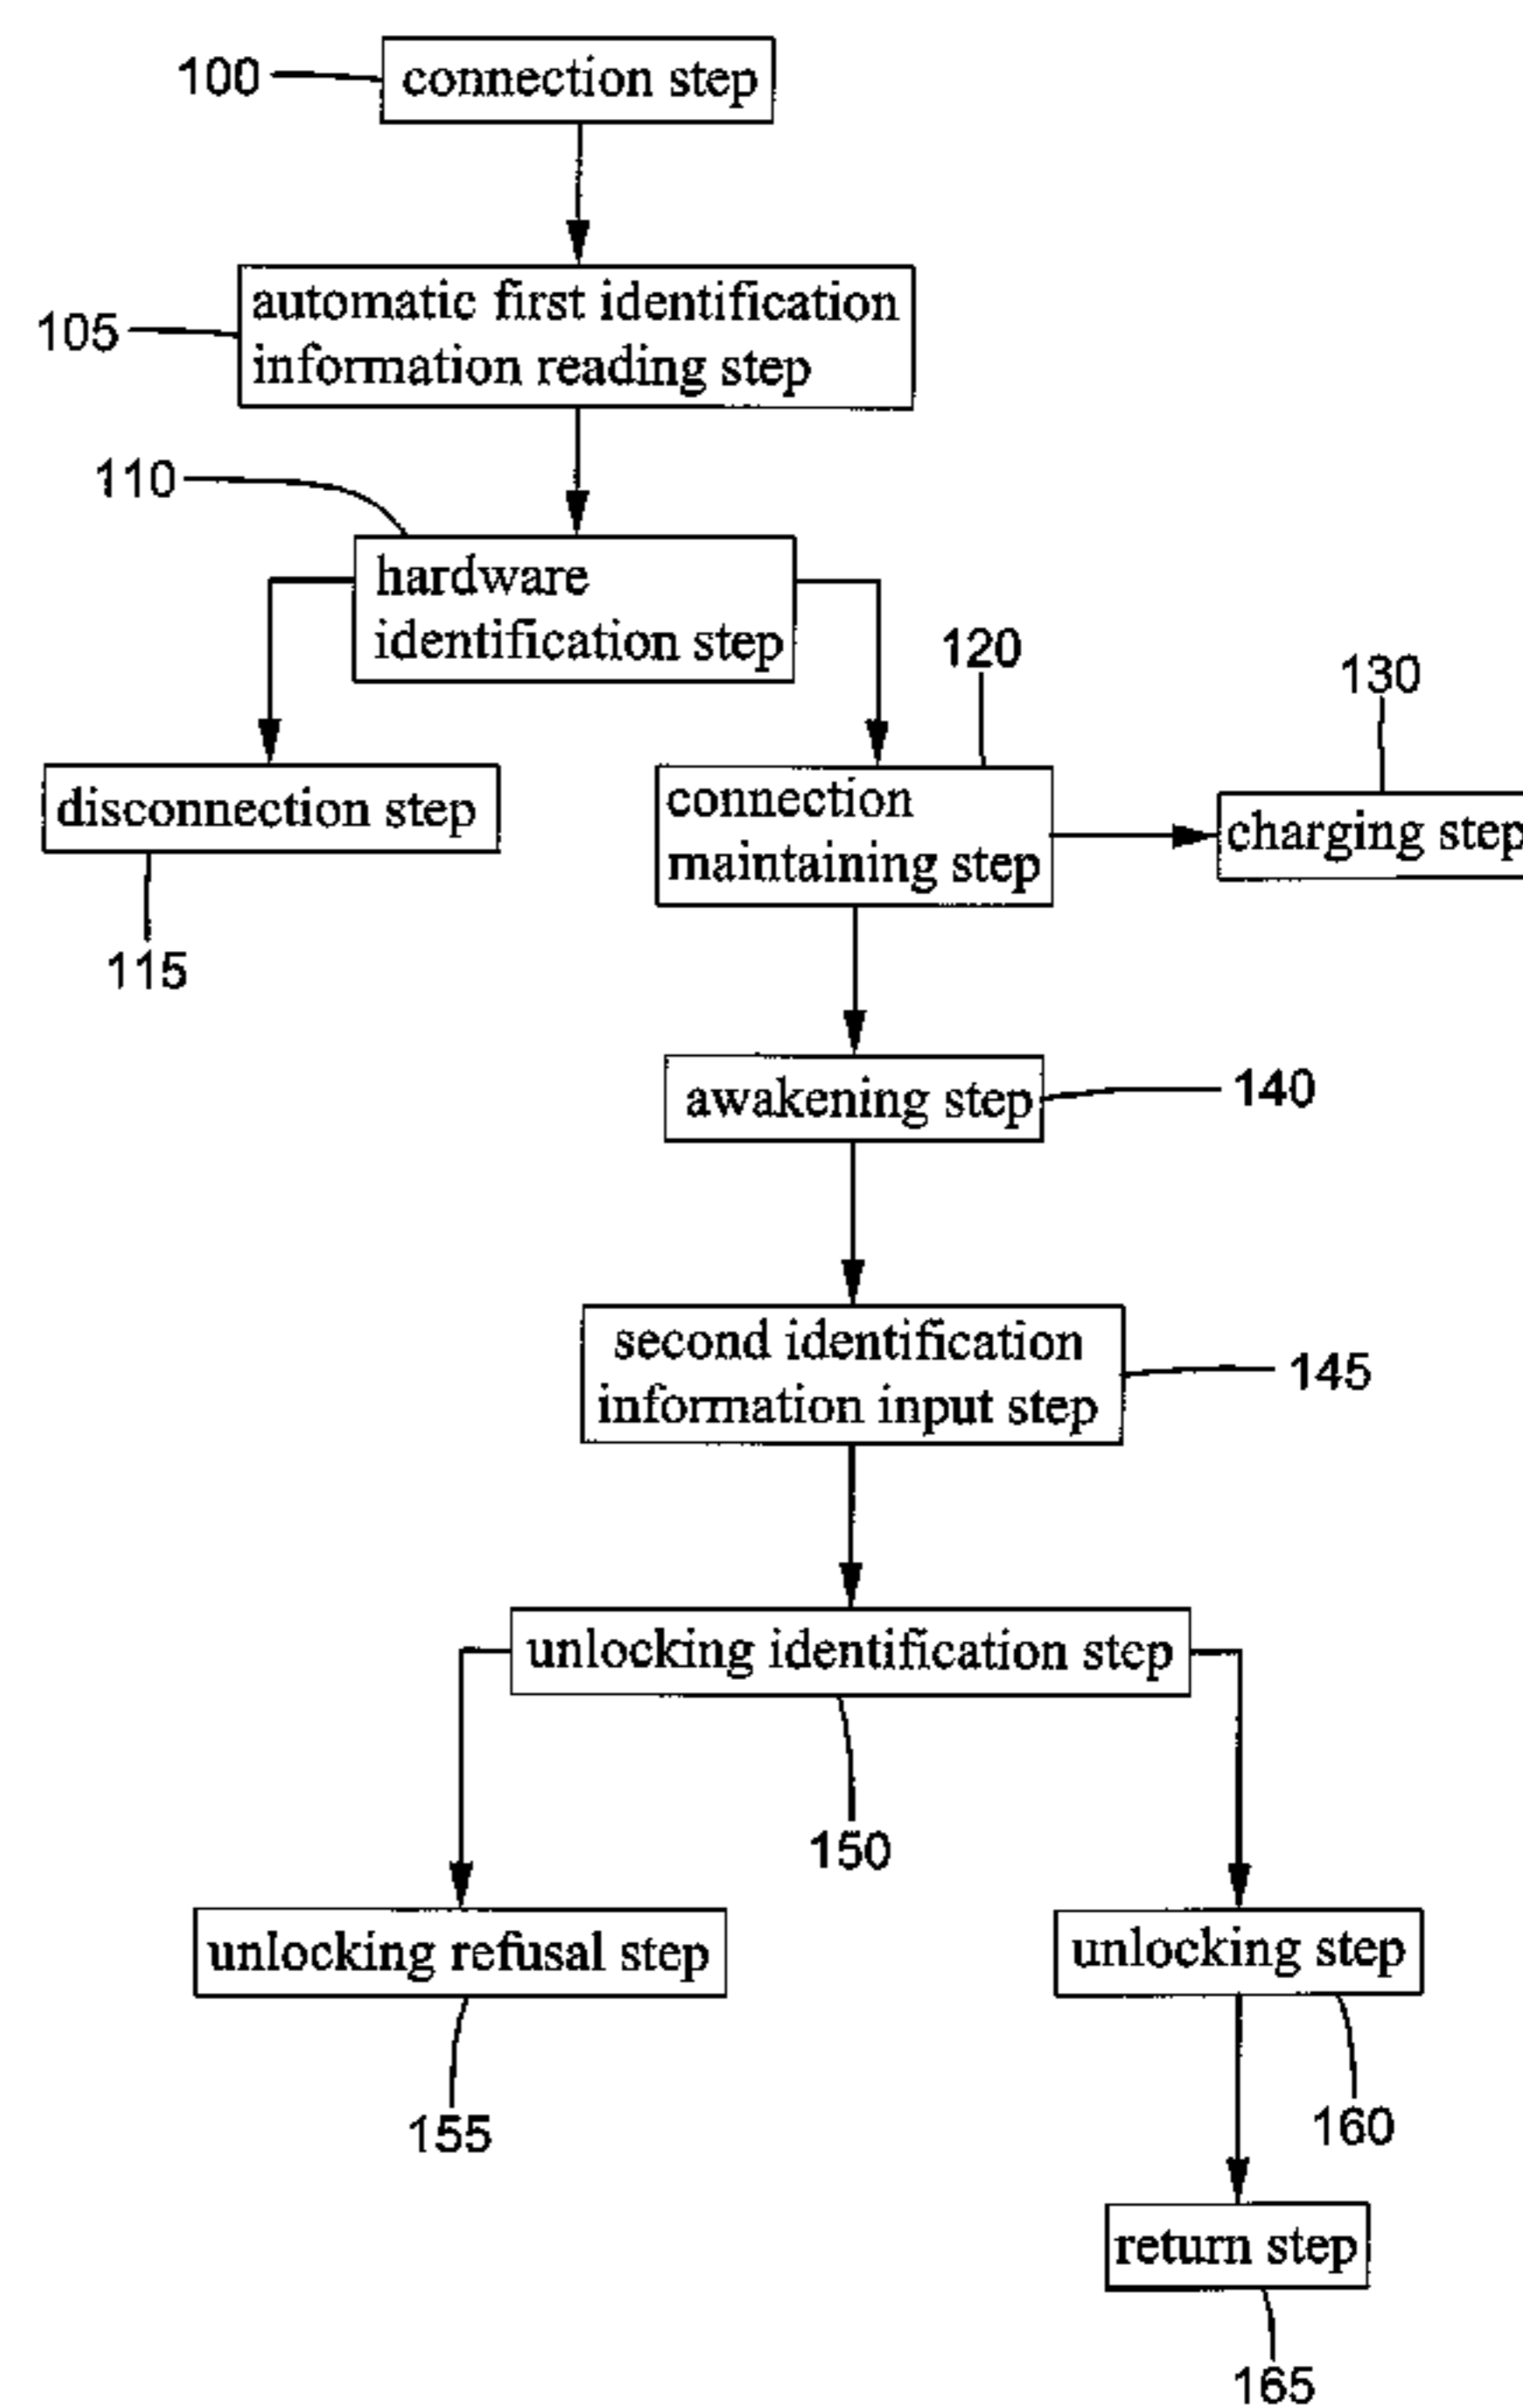 100
connection step
105
automatic first identification
information reading step
110
hardware
identification step
120
130
disconnection step
connection
maintaining step
charging step
115
awakening step
140
second identification
information input step
145
unlocking identification step
150
unlocking refusal step
unlocking step
155
160
return step
165